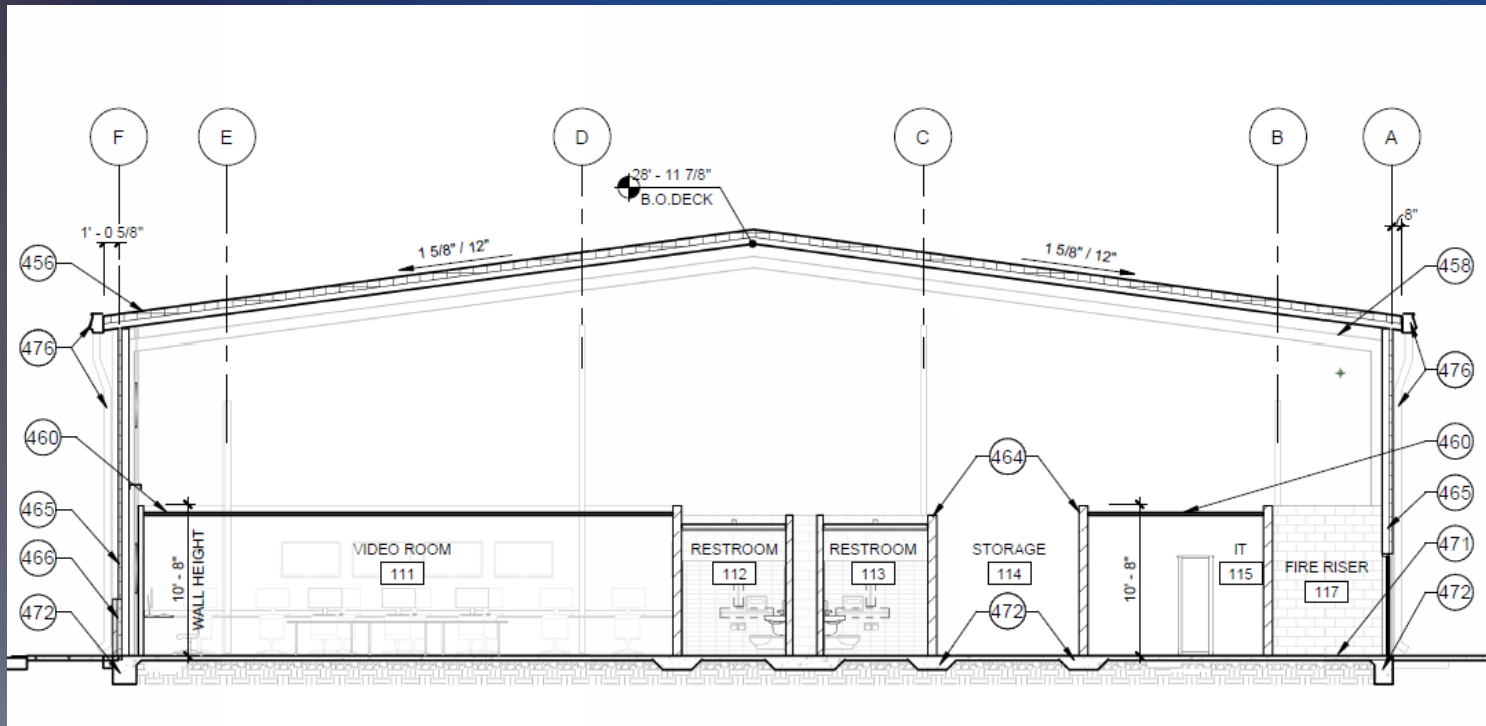 F
E
D
C
B
A
28' - 11 7/8"
B.O.DECK
1' - 0 5/8"
8"
1 5/8" / 12"
1 5/8" / 12"
456
458
476
476
460
464
460
465
465
466
471
472
472
472
10' - 8"
WALL HEIGHT
10' - 8"
VIDEO ROOM
111
RESTROOM
112
RESTROOM
113
STORAGE
114
IT
115
FIRE RISER
117